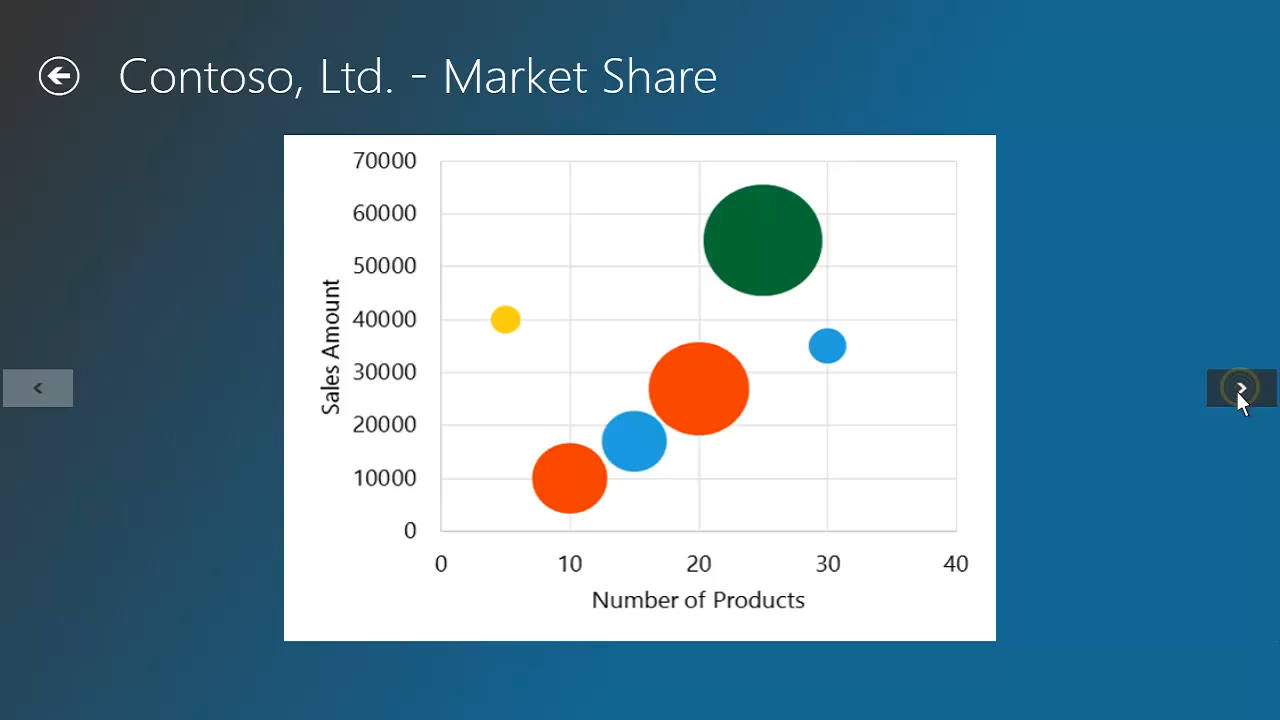 Contoso, Ltd. - Market Share
70000
60000
50000
40000
30000
20000
10000
0
Sales Amount
0 10 20 30 40
Number of Products